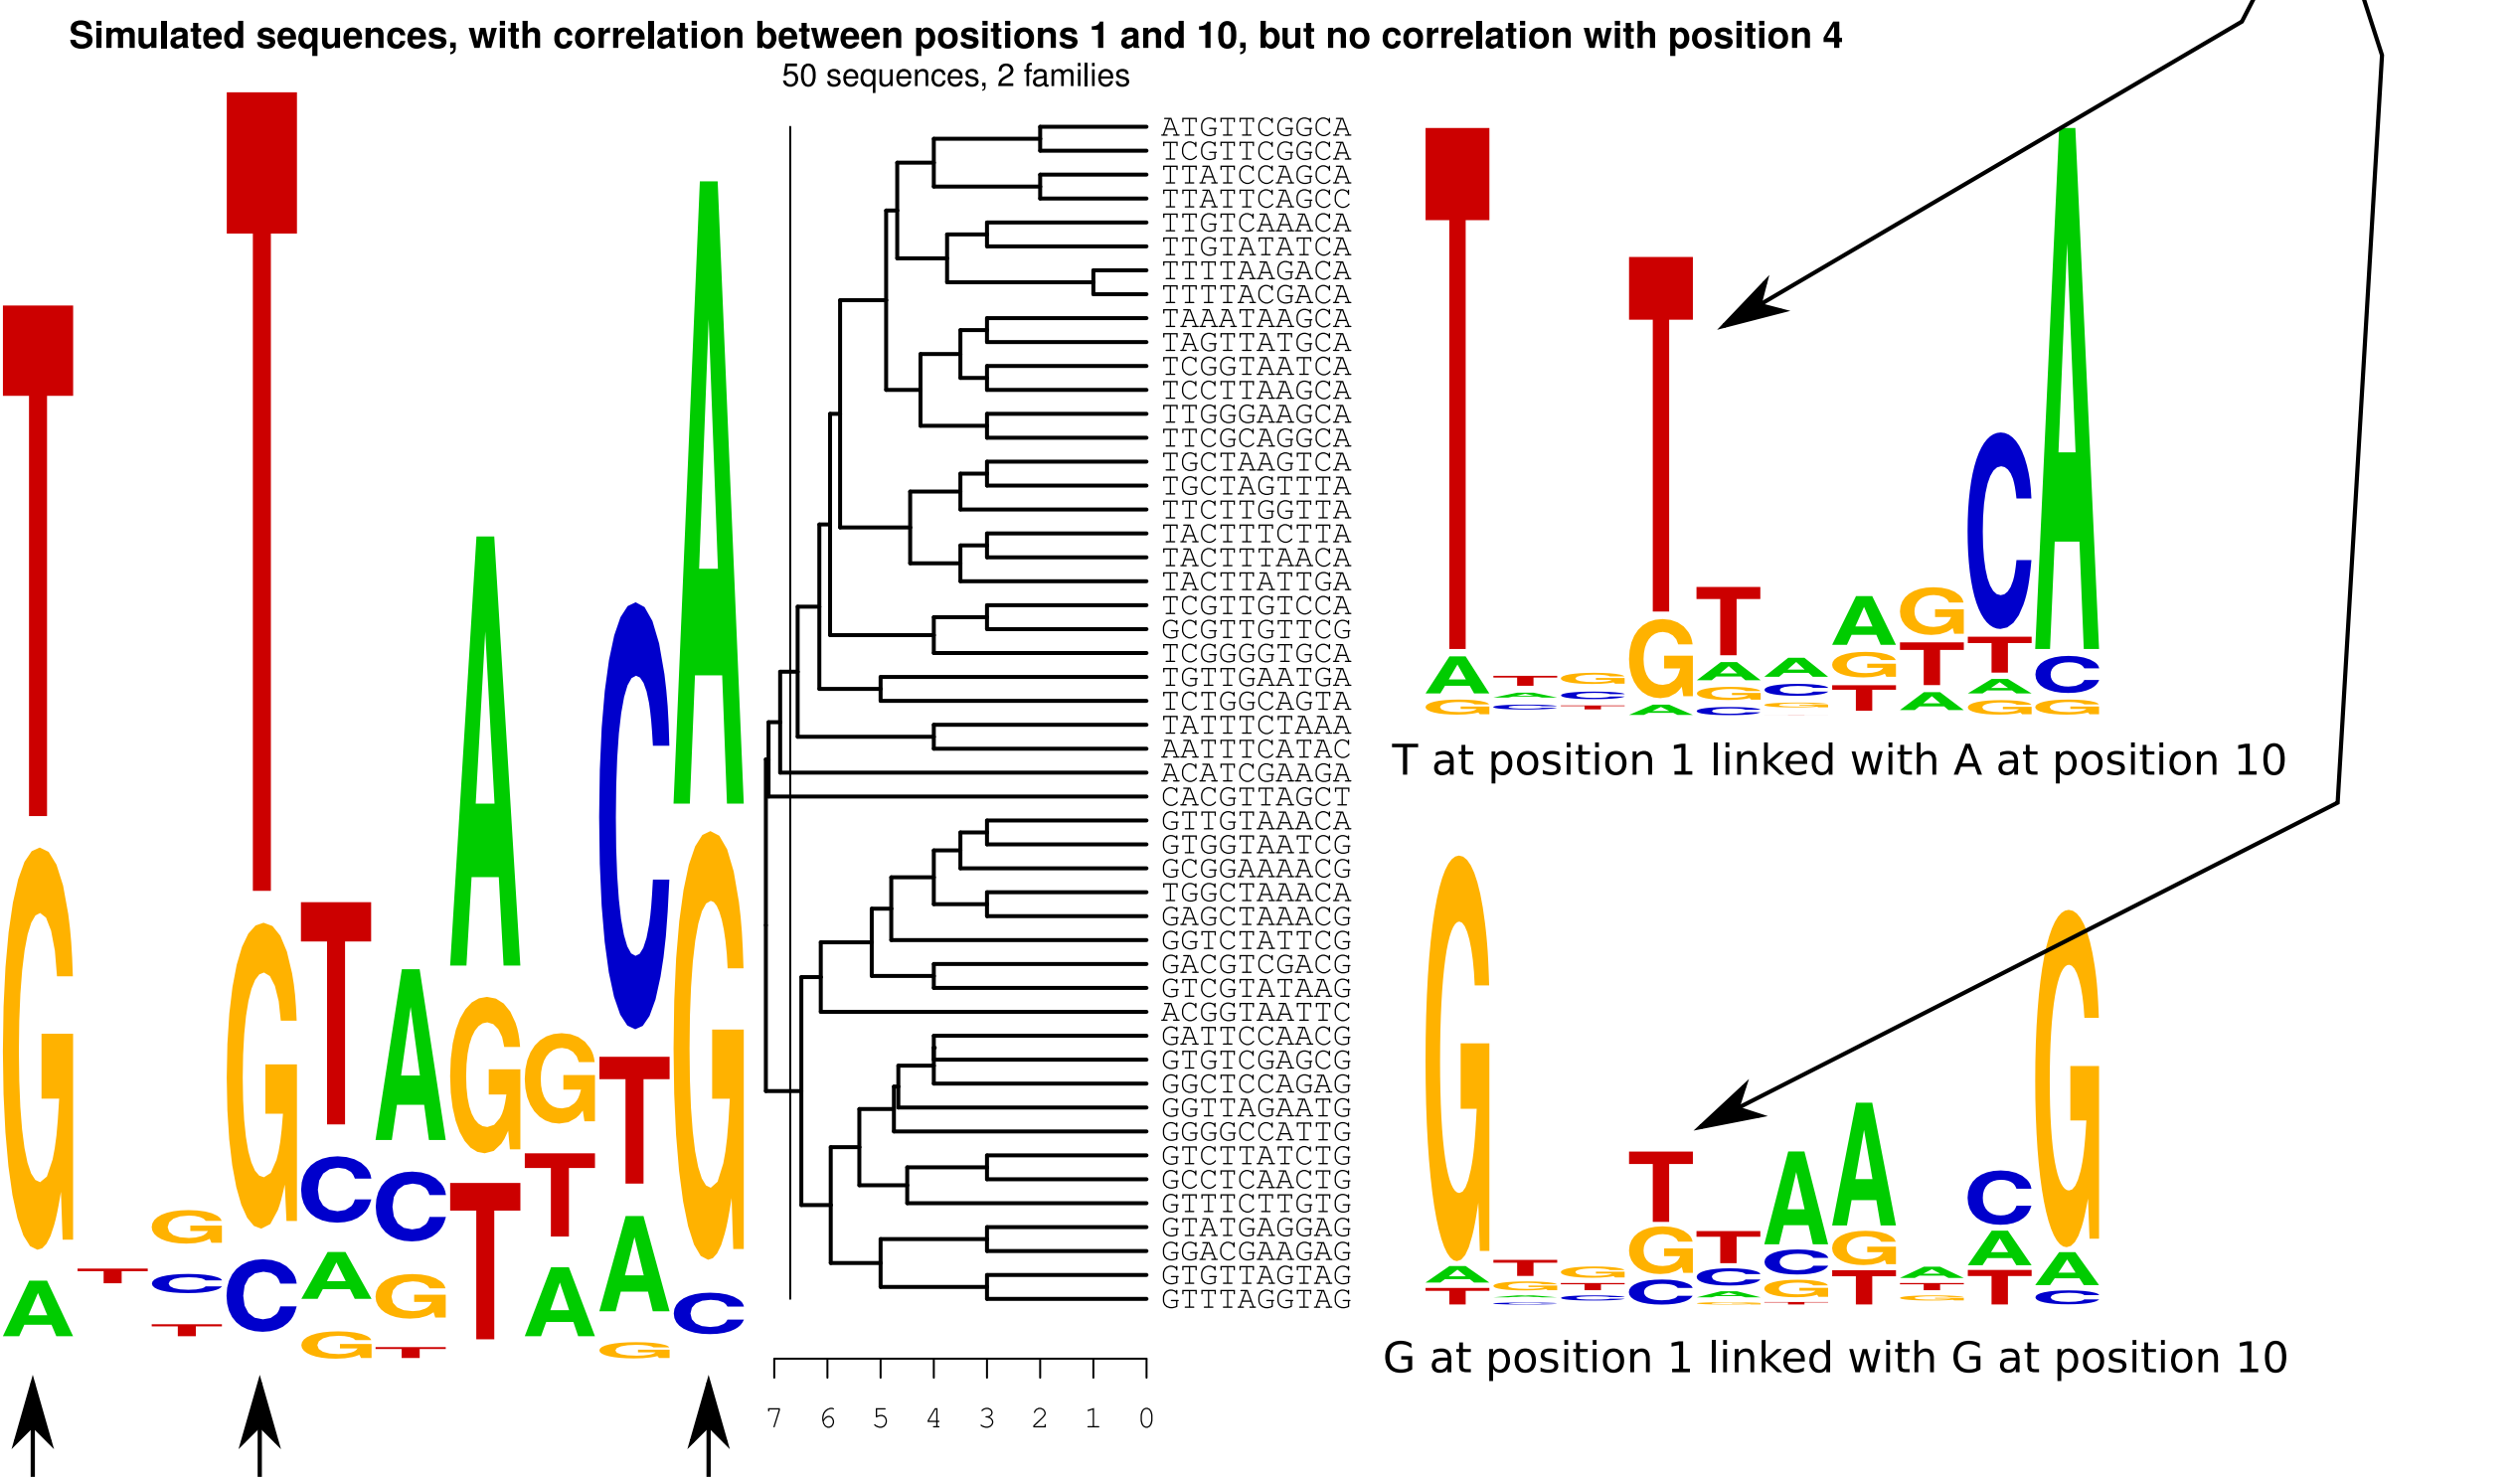 Simulated sequences, with correlation between positions 1 and 10, but no correlation with position 4
50 sequences, 2 families
ATGTTCGGCA
TCGTTCGGCA
TTATCCAGCA
TTATTCAGCC
TTGTCAAACA
TTGTATATCA
TTTTAAGACA
TTTTACGACA
TAAATAAGCA
TAGTTATGCA
TCGGTAATCA
TCCTTAAGCA
TTGGGAAGCA
TTCGCAGGCA
TGCTAAGTCA
TGCTAGTTTA
TTCTTGGTTA
TACTTTCTTA
TACTTTAACA
TACTTATTGA
TCGTTGTCCA
GCGTTGTTCG
TCGGGGTGCA
TGTTGAATGA
TCTGGCAGTA
TATTTCTAAA
AATTTCATAC
ACATCGAAGA
CACGTTAGCT
GTTGTAAACA
GTGGTAATCG
GCGGAAAACG
TGGCTAAACA
GAGCTAAACG
GGTCTATTCG
GACGTCGACG
GTCGTATAAG
ACGGTAATTC
GATTCCAACG
GTGTCGAGCG
GGCTCCAGAG
GGTTAGAATG
GGGGCCATTG
GTCTTATCTG
GCCTCAACTG
GTTTCTTGTG
GTATGAGGAG
GGACGAAGAG
GTGTTAGTAG
GTTTAGGTAG
7 6 5 4 3 2 1 0
T at position 1 linked with A at position 10
G at position 1 linked with G at position 10